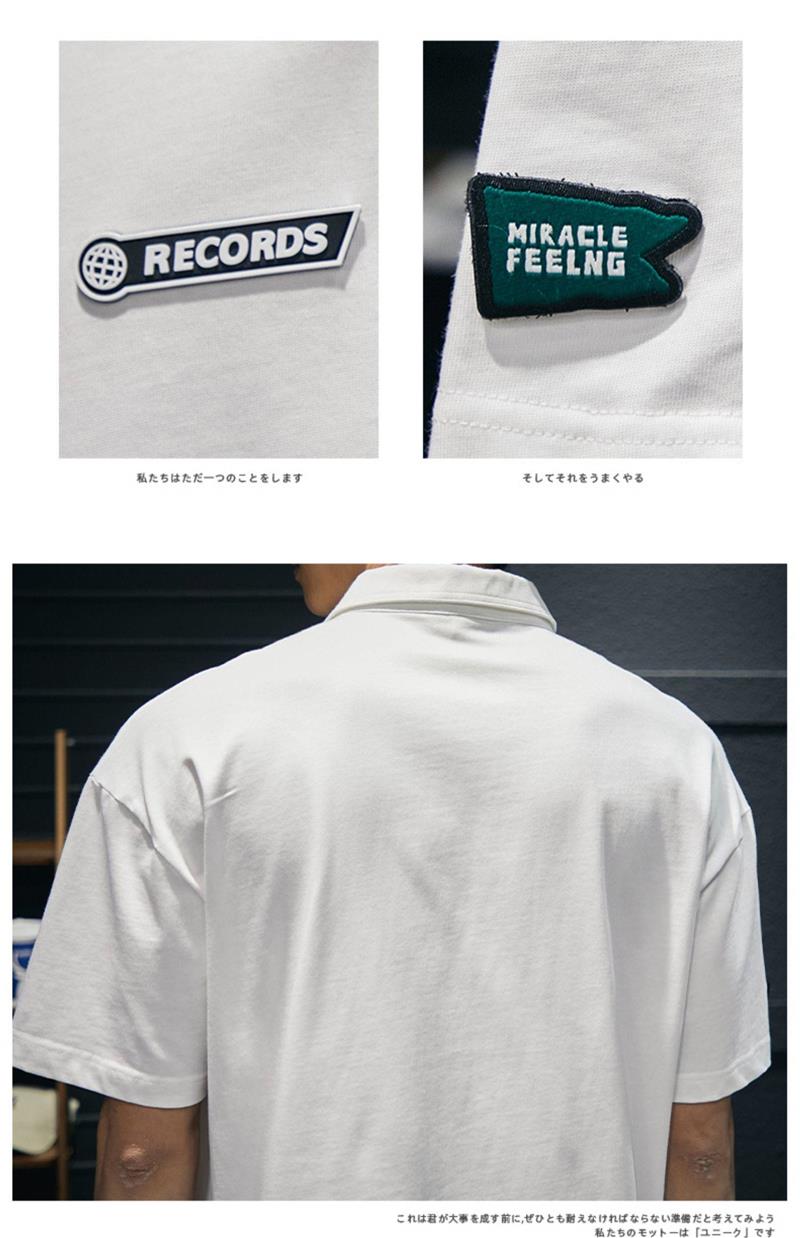 RECORDS
MIRACLE
FEELNG
私たちはただ一つのことをします
そしてそれをうまくやる
これは君が大事を成す前に,ぜひとも耐えなければならない準備だと考えてみよう
私たちのモットーは「ユニーク」です